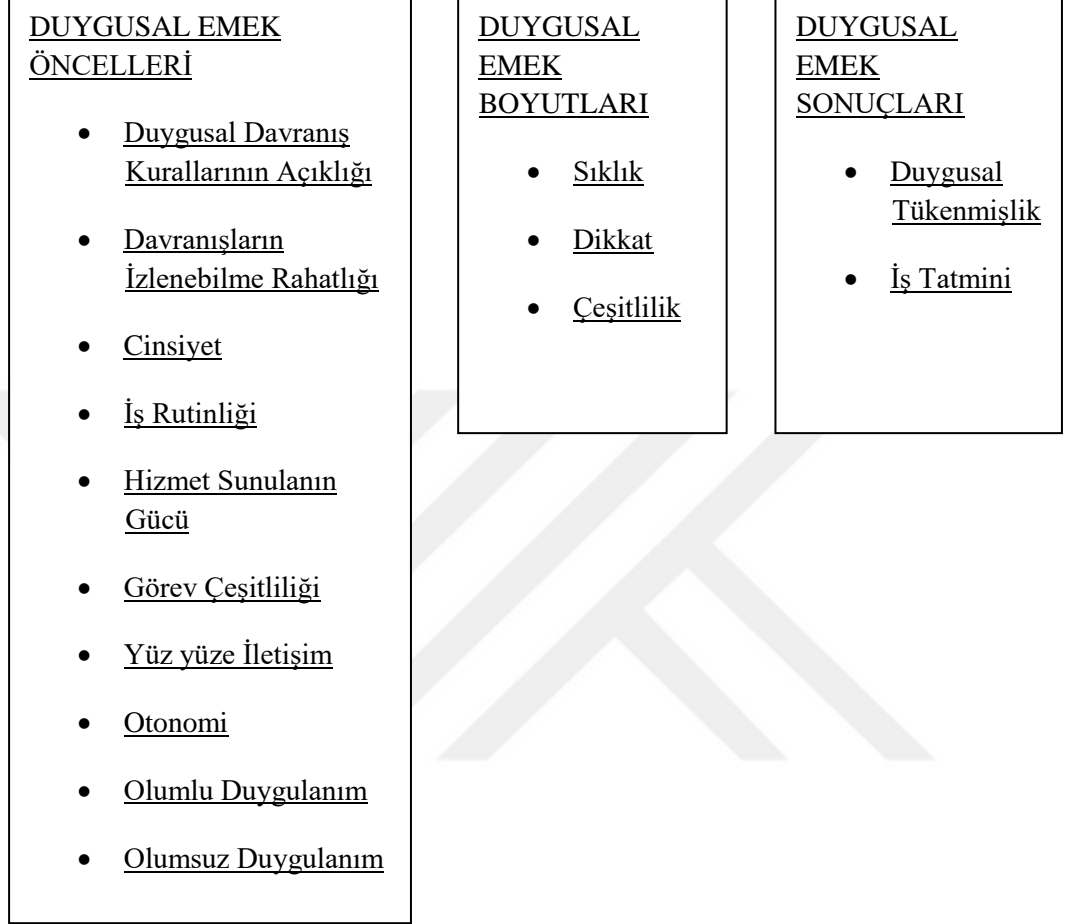 DUYGUSAL EMEK
ÖNCELLERİ
• Duygusal Davranış
Kurallarının Açıklığı
• Davranışların
İzlenebilme Rahatlığı
• Cinsiyet
• İş Rutinliği
• Hizmet Sunulanın
Gücü
• Görev Çeşitliliği
• Yüz yüze İletişim
• Otonomi
• Olumlu Duygulanım
• Olumsuz Duygulanım
DUYGUSAL
EMEK
BOYUTLARI
• Sıklık
• Dikkat
• Çeşitlilik
DUYGUSAL
EMEK
SONUÇLARI
• Duygusal
Tükenmişlik
• İş Tatmini